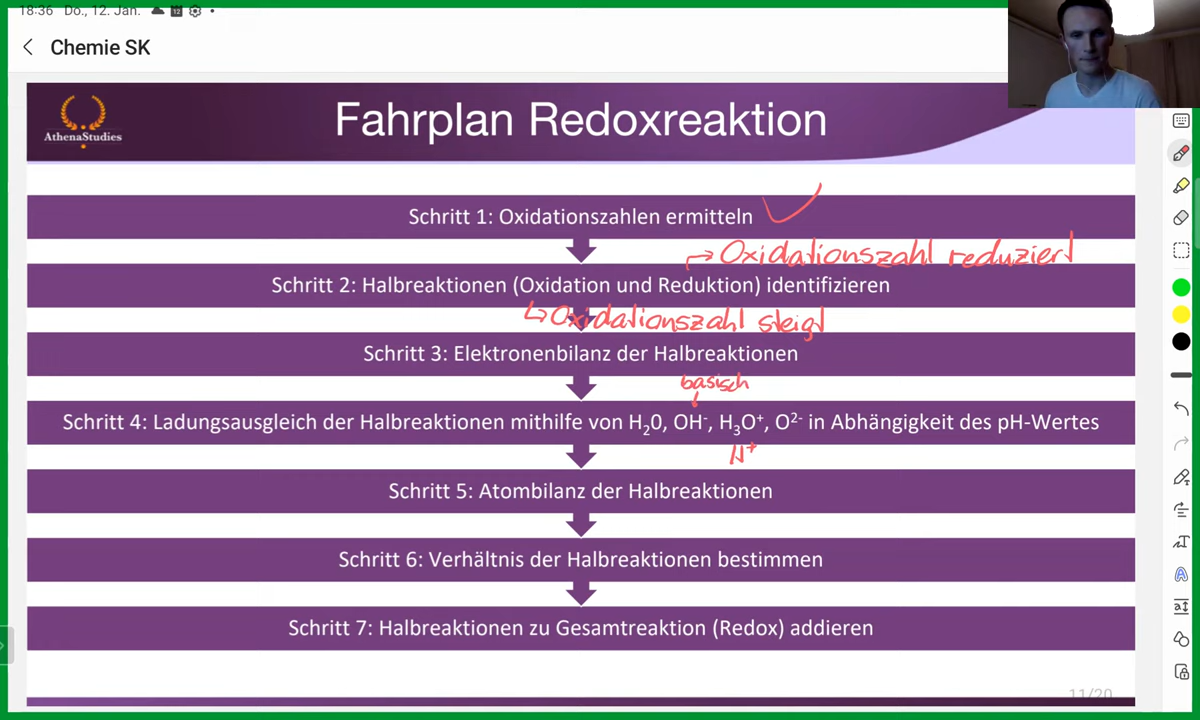 18:36 Do., 12. Jan.
Chemie SK
AthenaStudies
Fahrplan Redoxreaktion
Schritt 1: Oxidationszahlen ermitteln
→ Oxidationszahl reduziert
Schritt 2: Halbreaktionen (Oxidation und Reduktion) identifizieren
↳ Oxidationszahl steigt
Schritt 3: Elektronenbilanz der Halbreaktionen
basisch
Schritt 4: Ladungsausgleich der Halbreaktionen mithilfe von H₂0, OH⁻, H₃O⁺, O²⁻ in Abhängigkeit des pH-Wertes
H⁺
Schritt 5: Atombilanz der Halbreaktionen
Schritt 6: Verhältnis der Halbreaktionen bestimmen
Schritt 7: Halbreaktionen zu Gesamtreaktion (Redox) addieren
11/20